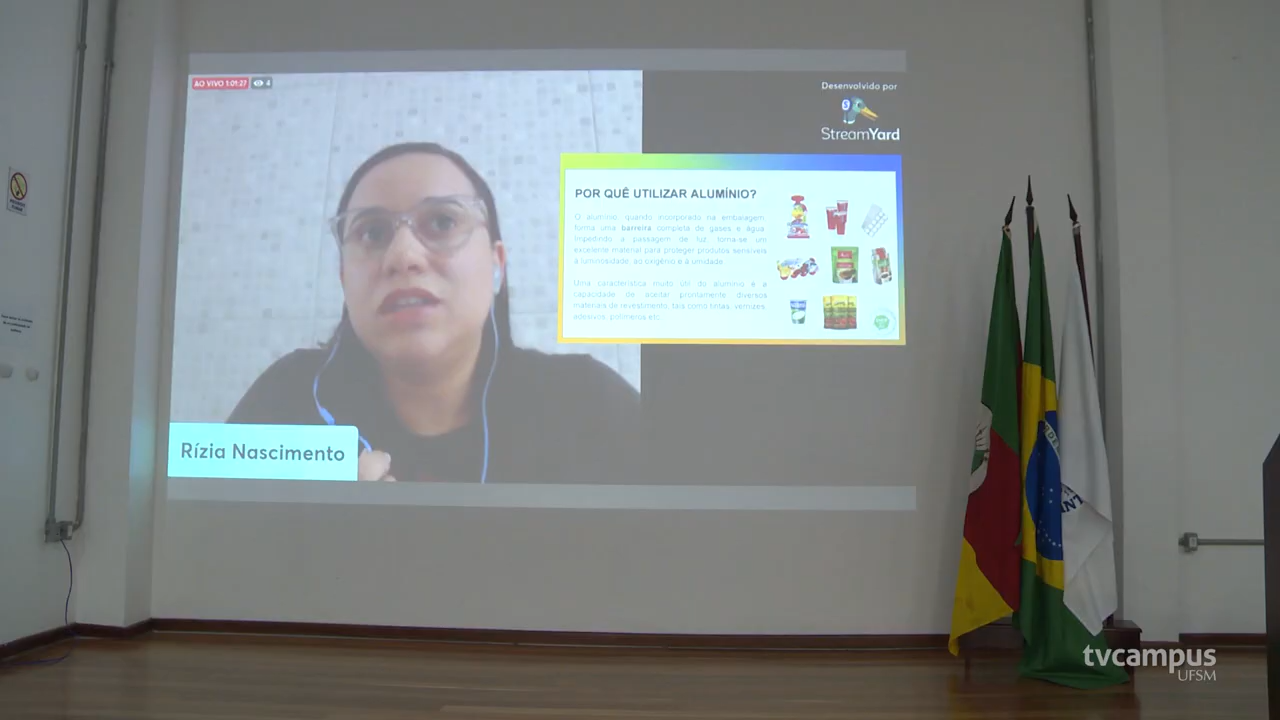 AO VIVO 1:01:27
4
Desenvolvido por
StreamYard
POR QUÊ UTILIZAR ALUMÍNIO?
O alumínio, quando incorporado na embalagem,
forma uma barreira completa de gases e água.
Impedindo a passagem de luz, torna-se um
excelente material para proteger produtos sensíveis
à luminosidade, ao oxigênio e à umidade.
Uma característica muito útil do alumínio é a
capacidade de aceitar prontamente diversos
materiais de revestimento, tais como tintas, vernizes,
adesivos, polímeros etc.
Rízia Nascimento
tvcampus
UFSM